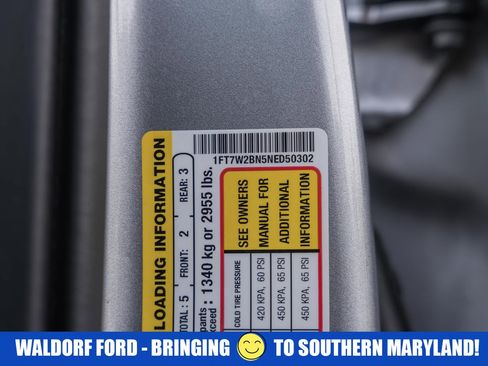 1FT7W2BN5NED50302
LOADING INFORMATION
TOTAL: 5 FRONT: 2 REAR: 3
pants
exceed: 1340 kg or 2955 lbs.
COLD TIRE PRESSURE
420 KPA, 60 PSI
450 KPA, 65 PSI
450 KPA, 65 PSI
SEE OWNERS
MANUAL FOR
ADDITIONAL
INFORMATION
WALDORF FORD - BRINGING TO SOUTHERN MARYLAND!